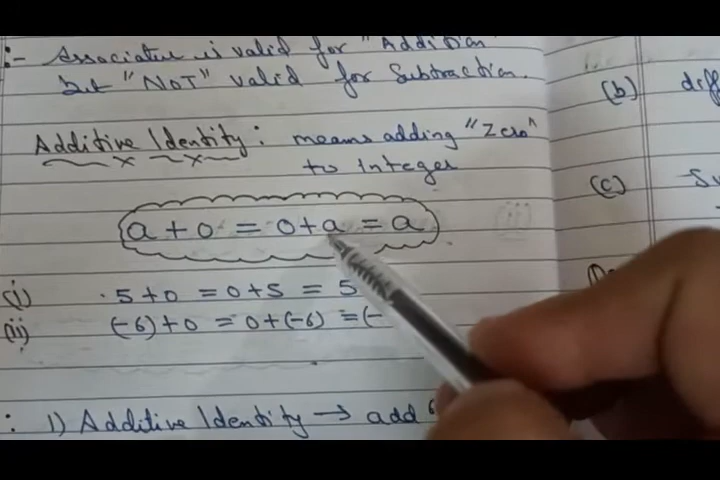 :- Associative is valid for "Addition"
but "NOT" valid for Subtraction.
Additive Identity: means adding "Zero"
to Integer
a + 0 = 0 + a = a
(i) 5 + 0 = 0 + 5 = 5
(ii) (-6) + 0 = 0 + (-6) = (-
: 1) Additive Identity → add
(b) diff
(c)